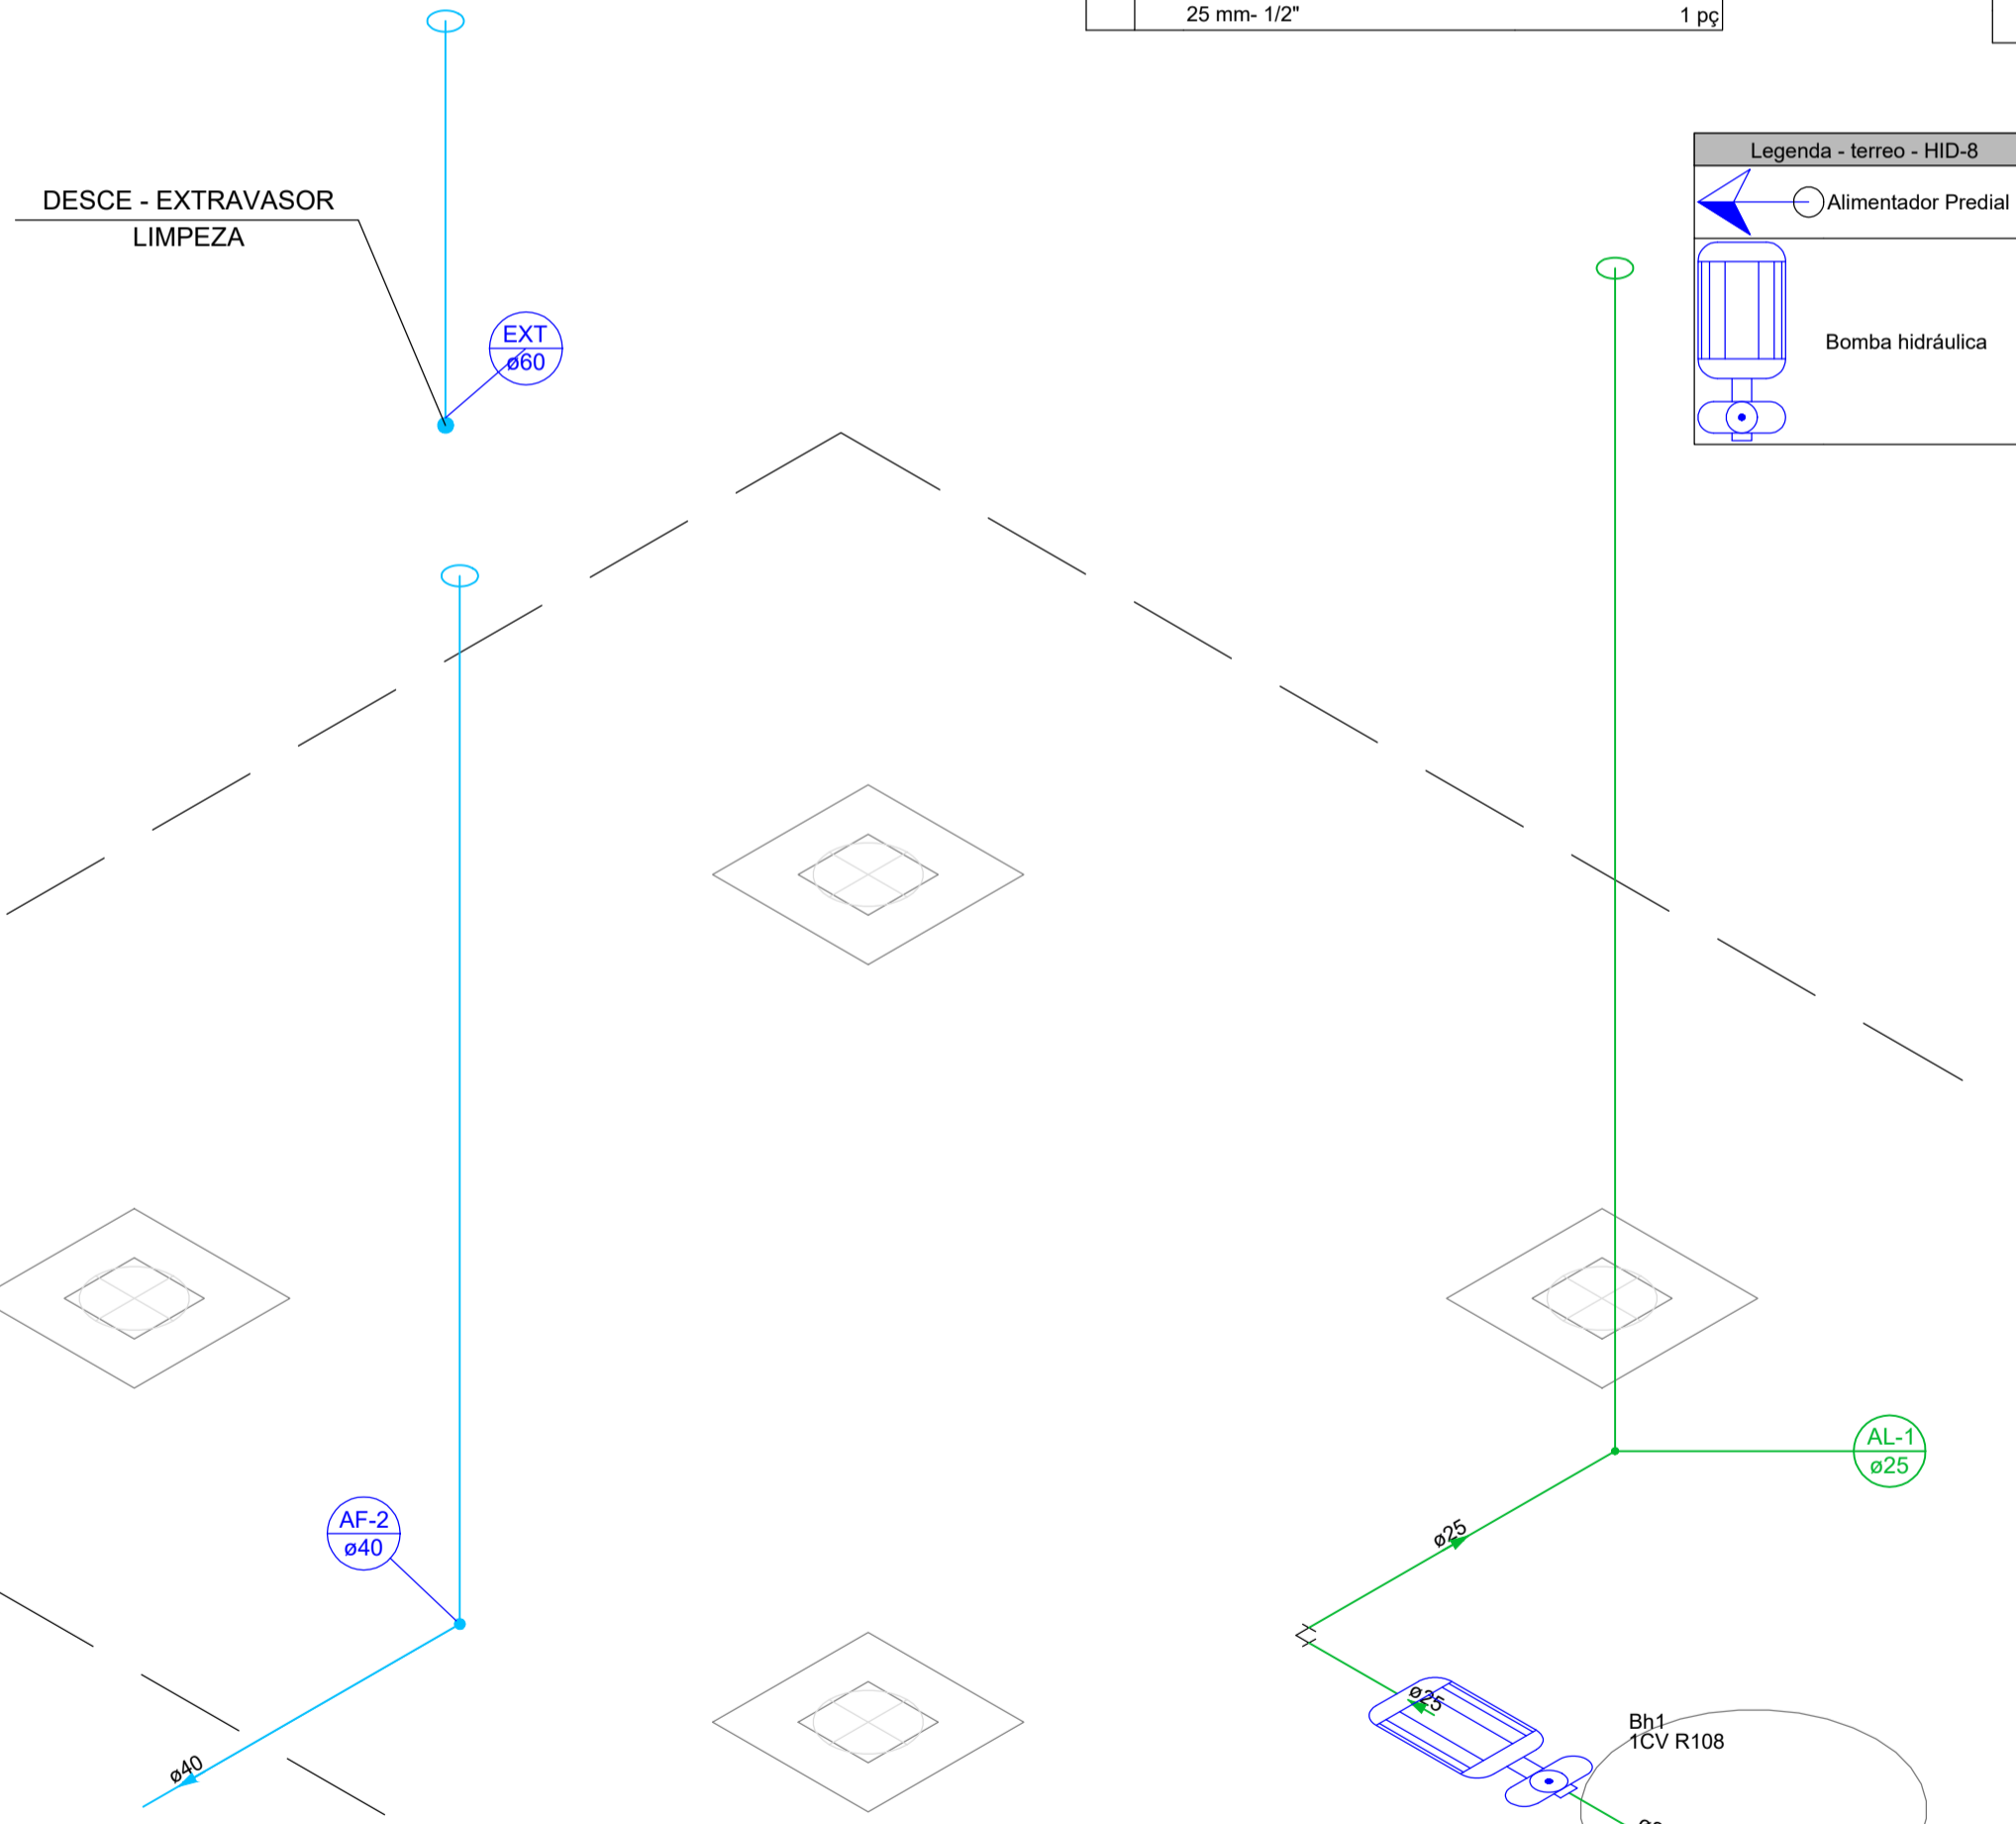 25 mm- 1/2" 1 pç
Legenda - terreo - HID-8
Alimentador Predial
Bomba hidráulica
DESCE - EXTRAVASOR
LIMPEZA
EXT
ø60
AL-1
ø25
AF-2
ø40
ø25
ø25
ø40
Bh1
1CV R108